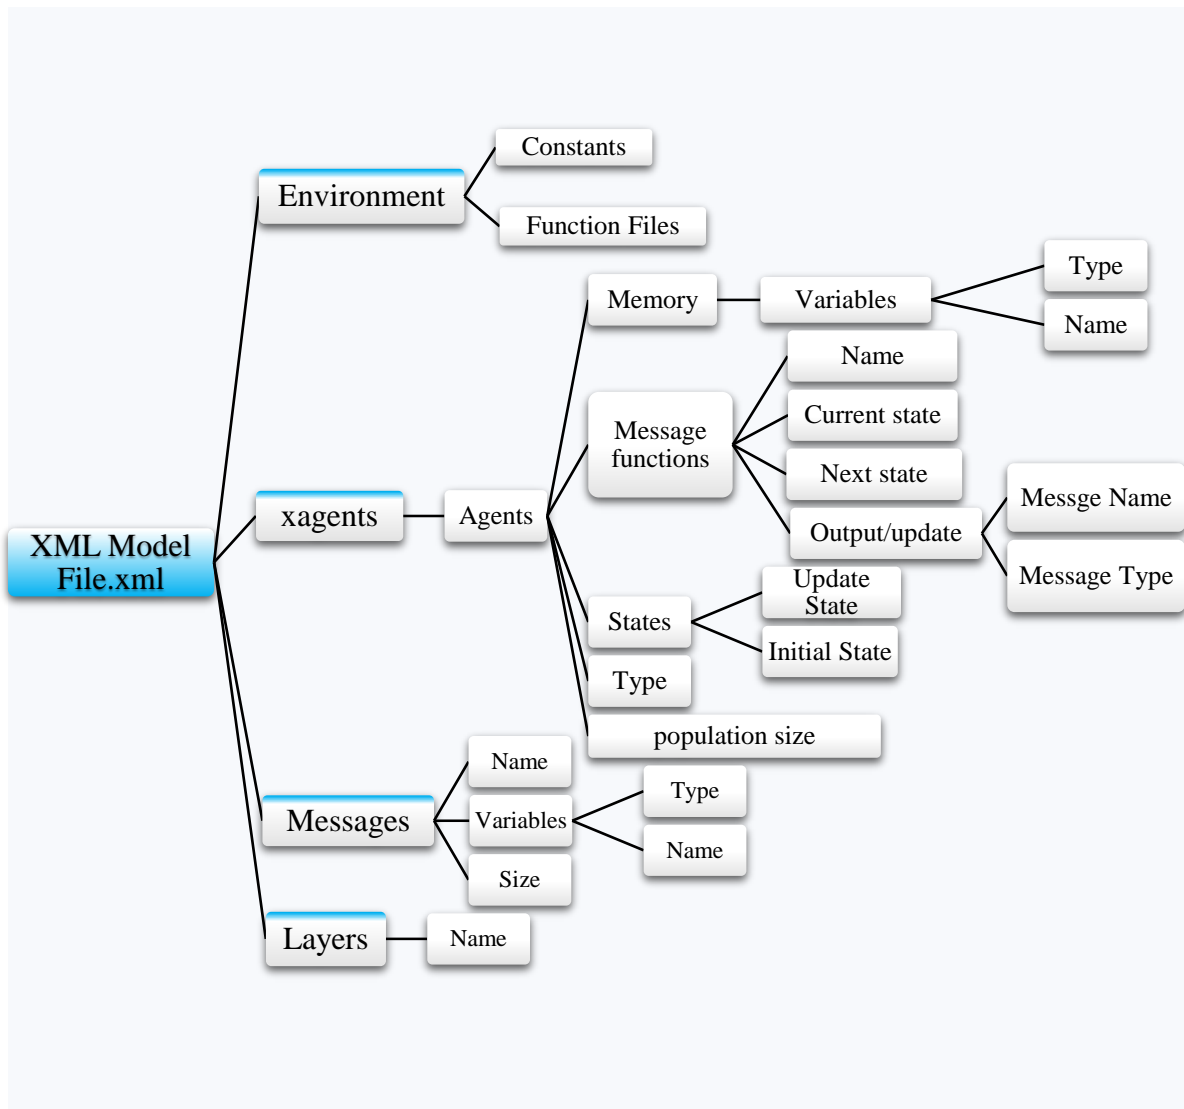 XML Model
File.xml
Environment
Constants
Function Files
xagents
Agents
Memory
Variables
Type
Name
Message
functions
Name
Current state
Next state
Output/update
Messge Name
Message Type
States
Update
State
Initial State
Type
population size
Messages
Name
Variables
Type
Name
Size
Layers
Name